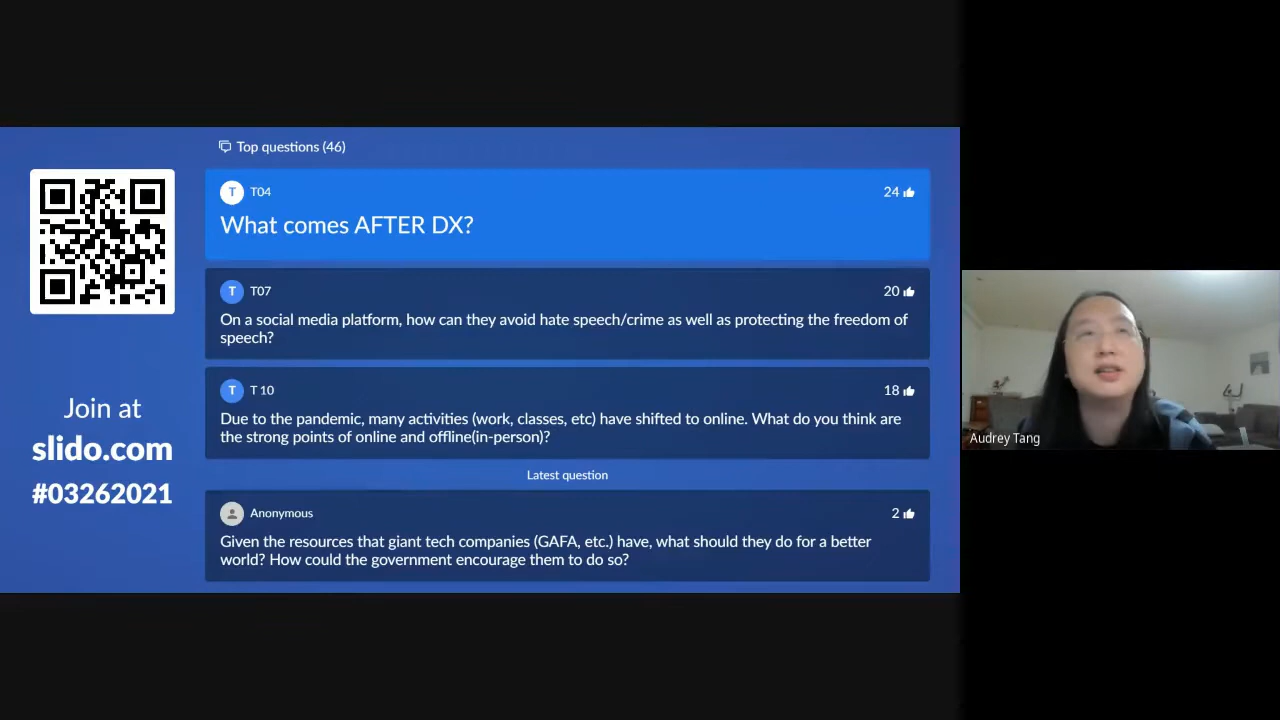 Top questions (46)
T T04 24
What comes AFTER DX?
T T07 20
On a social media platform, how can they avoid hate speech/crime as well as protecting the freedom of
speech?
T T 10 18
Due to the pandemic, many activities (work, classes, etc) have shifted to online. What do you think are
the strong points of online and offline(in-person)?
Latest question
Anonymous 2
Given the resources that giant tech companies (GAFA, etc.) have, what should they do for a better
world? How could the government encourage them to do so?
Join at
slido.com
#03262021
Audrey Tang